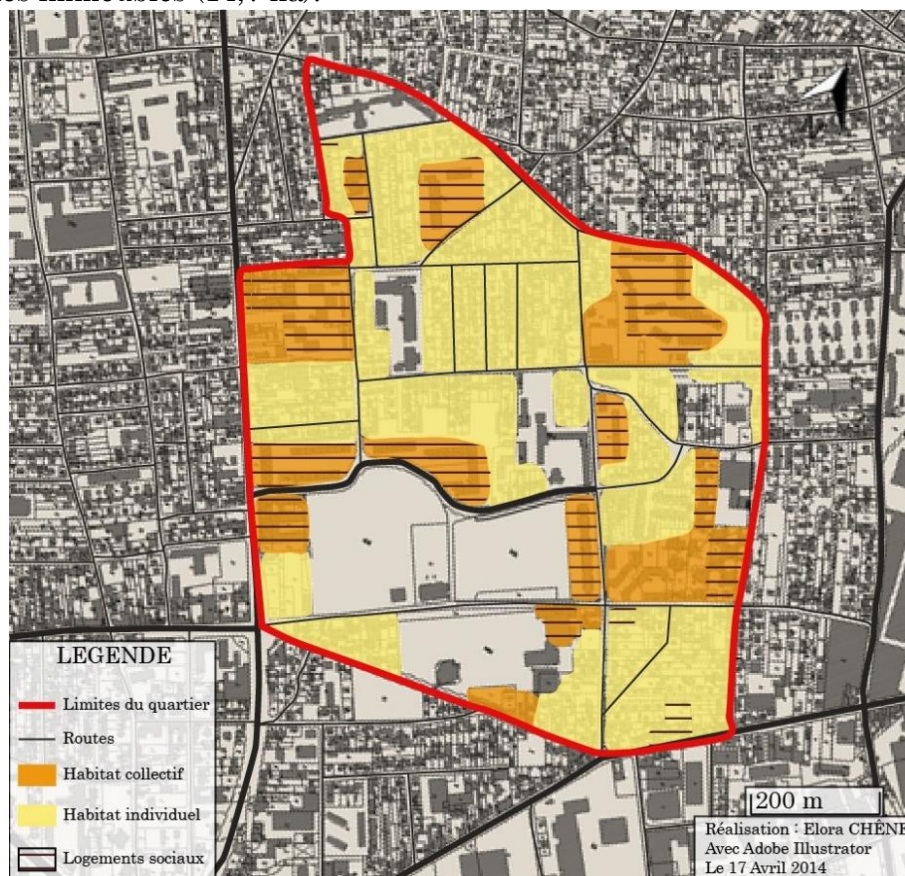 LEGENDE
Limites du quartier
Routes
Habitat collectif
Habitat individuel
Logements sociaux
200 m
Réalisation : Elora CHÊNE
Avec Adobe Illustrator
Le 17 Avril 2014